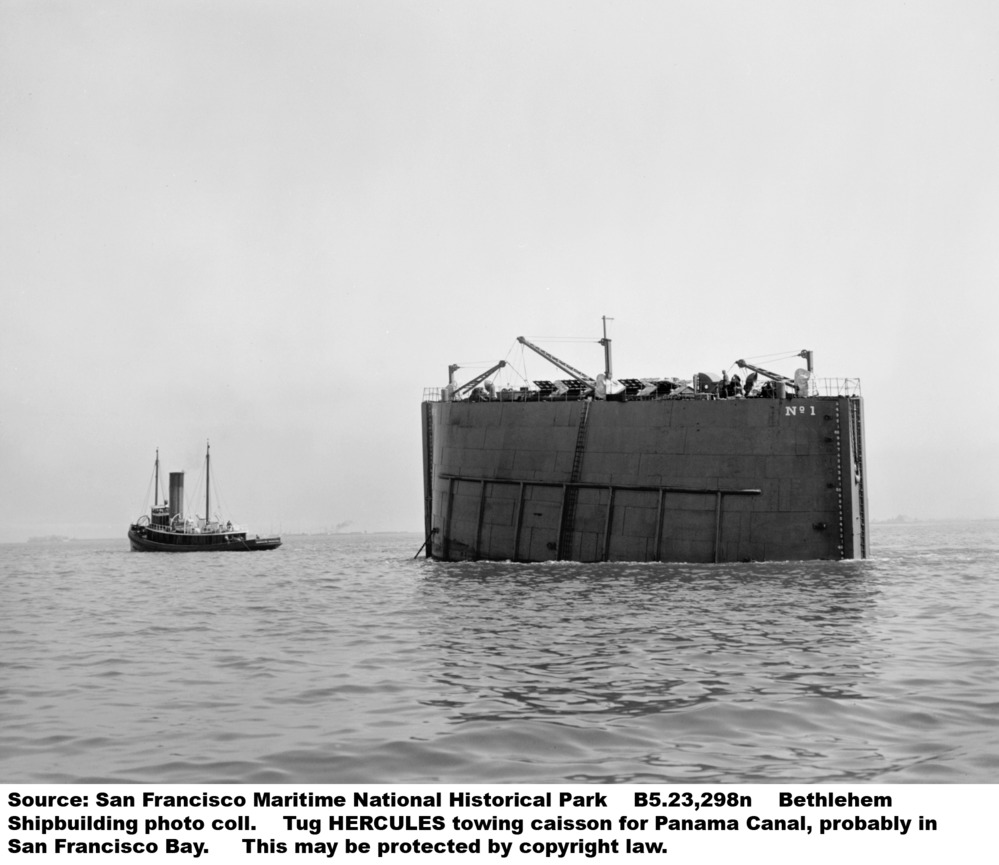 Nº 1
Source: San Francisco Maritime National Historical Park B5.23,298n Bethlehem
Shipbuilding photo coll. Tug HERCULES towing caisson for Panama Canal, probably in
San Francisco Bay. This may be protected by copyright law.